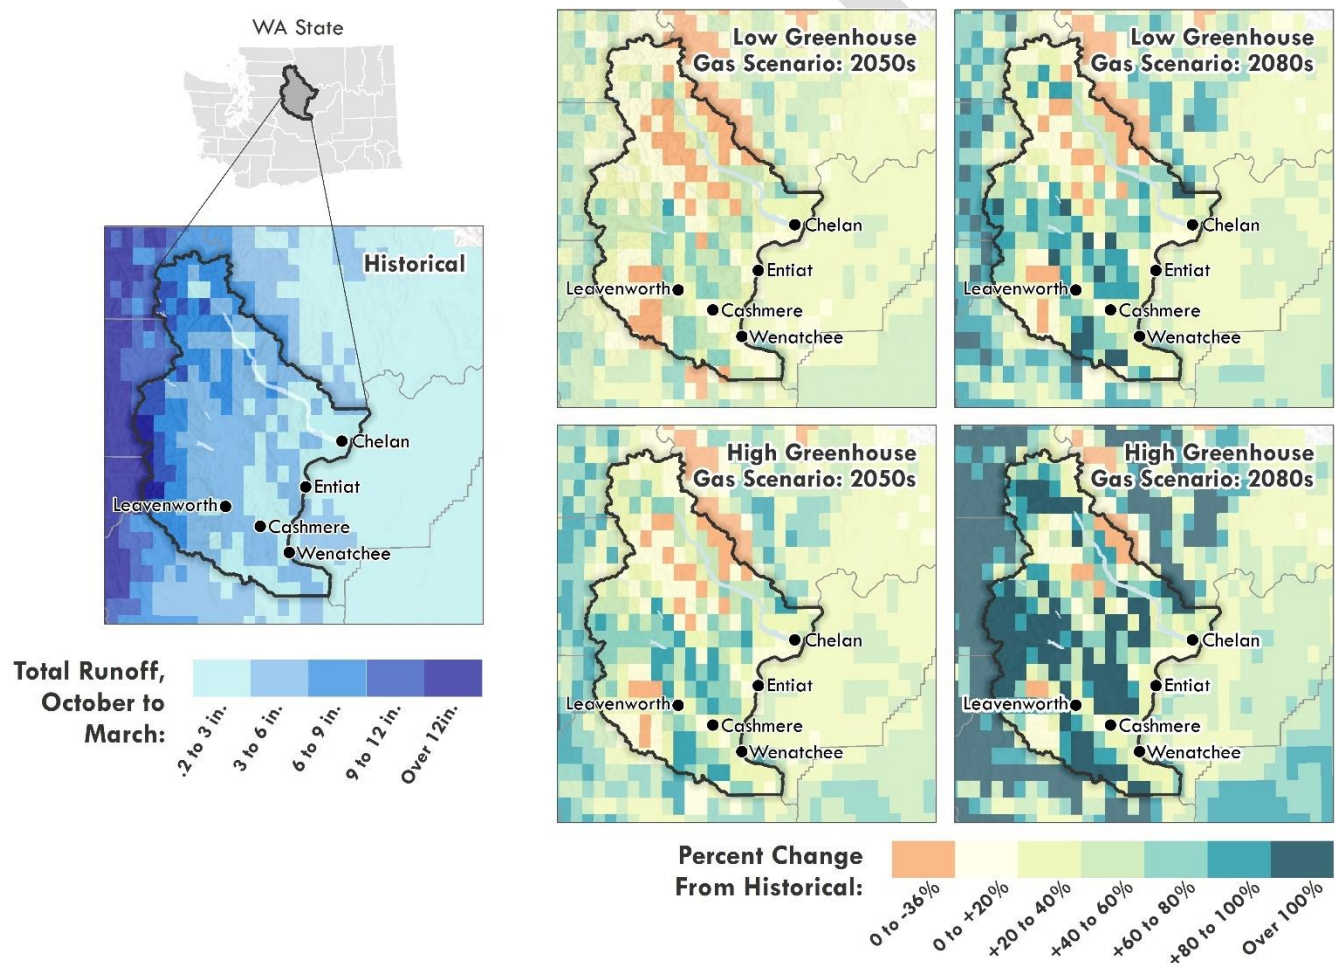 WA State
Historical
Chelan
Entiat
Leavenworth
Cashmere
Wenatchee
Total Runoff,
October to
March:
.2 to 3 in.
3 to 6 in.
6 to 9 in.
9 to 12 in.
Over 12in.
Low Greenhouse
Gas Scenario: 2050s
Chelan
Entiat
Leavenworth
Cashmere
Wenatchee
Low Greenhouse
Gas Scenario: 2080s
Chelan
Entiat
Leavenworth
Cashmere
Wenatchee
High Greenhouse
Gas Scenario: 2050s
Chelan
Entiat
Leavenworth
Cashmere
Wenatchee
High Greenhouse
Gas Scenario: 2080s
Chelan
Entiat
Leavenworth
Cashmere
Wenatchee
Percent Change
From Historical:
0 to -36%
0 to +20%
+20 to 40%
+40 to 60%
+60 to 80%
+80 to 100%
Over 100%